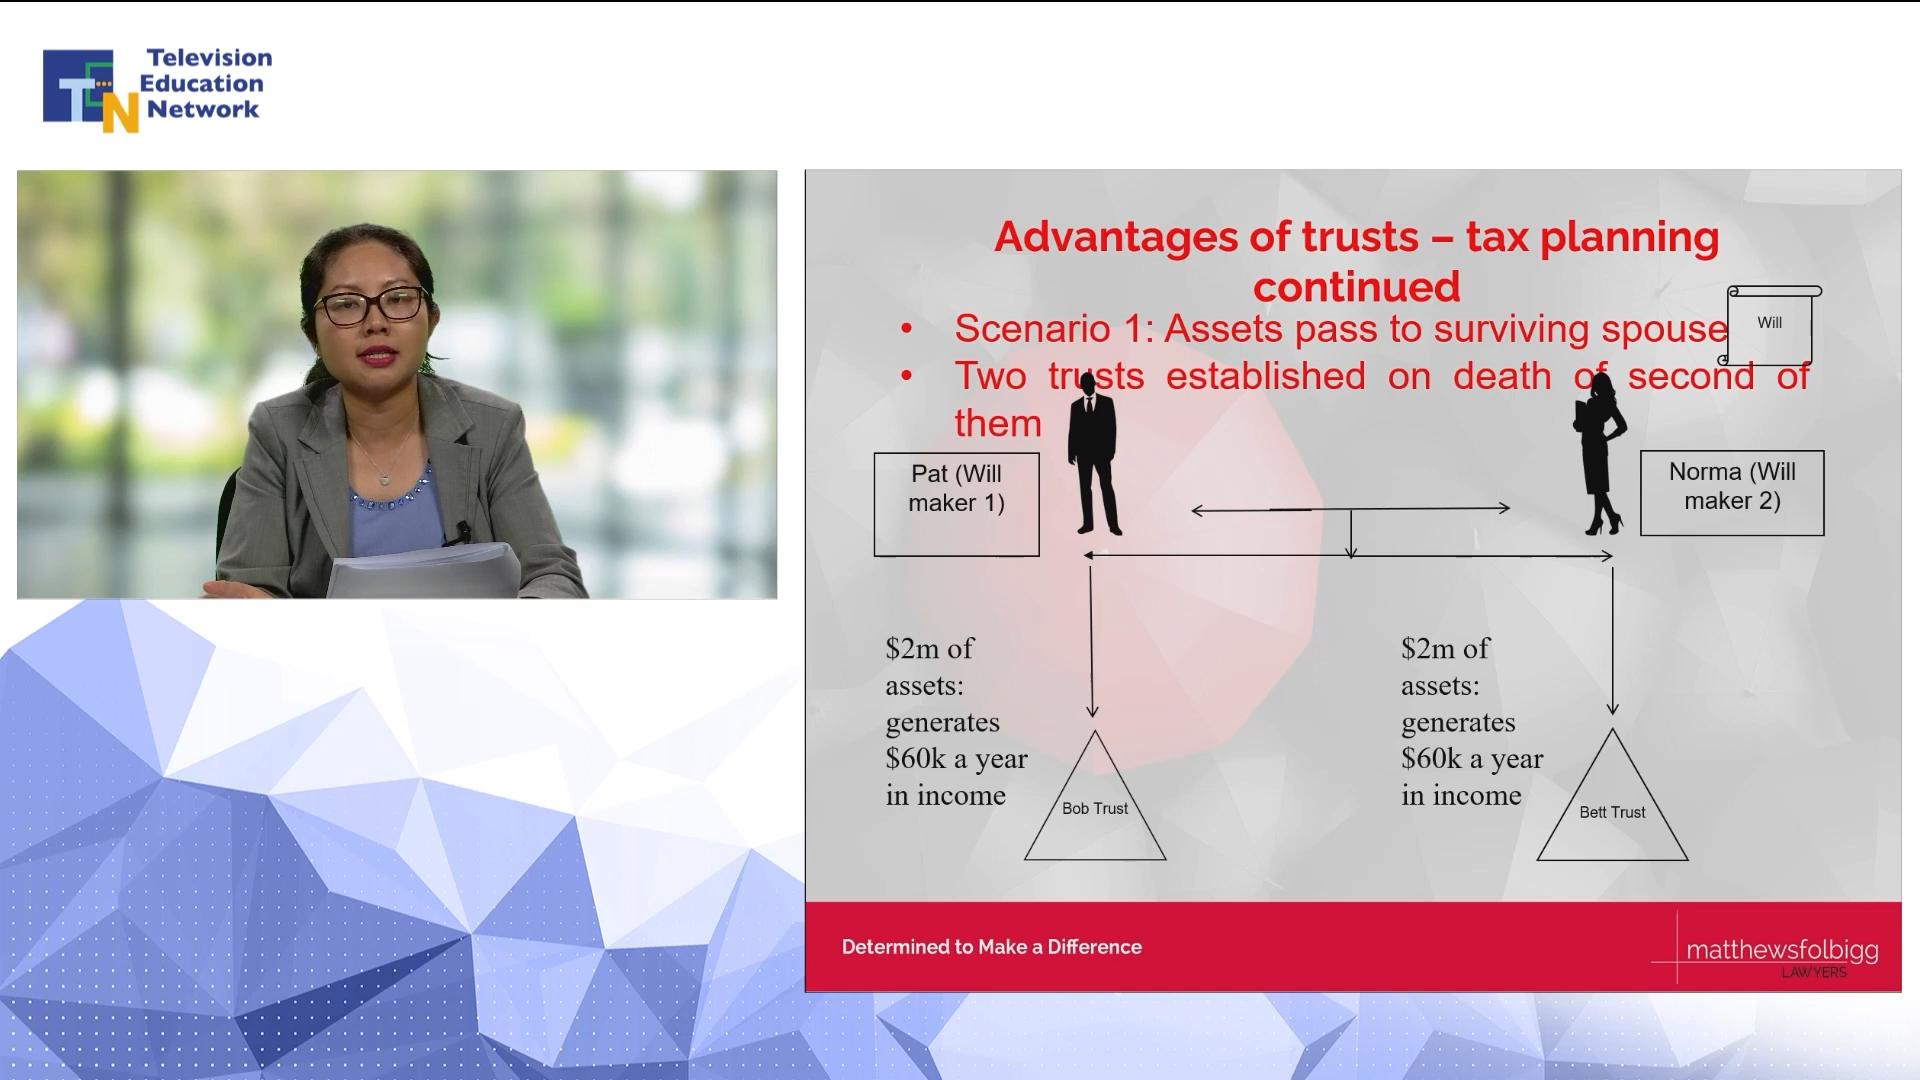 Television
Education
Network
TEN
Advantages of trusts – tax planning
continued
• Scenario 1: Assets pass to surviving spouse
Will
• Two trusts established on death of second of
them
Pat (Will
maker 1)
Norma (Will
maker 2)
$2m of
assets:
generates
$60k a year
in income
Bob Trust
$2m of
assets:
generates
$60k a year
in income
Bett Trust
Determined to Make a Difference
matthewsfolbigg
LAWYERS